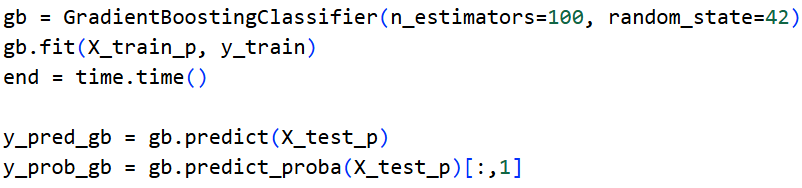 gb = GradientBoostingClassifier(n_estimators=100, random_state=42)
gb.fit(X_train_p, y_train)
end = time.time()
y_pred_gb = gb.predict(X_test_p)
y_prob_gb = gb.predict_proba(X_test_p)[:,1]